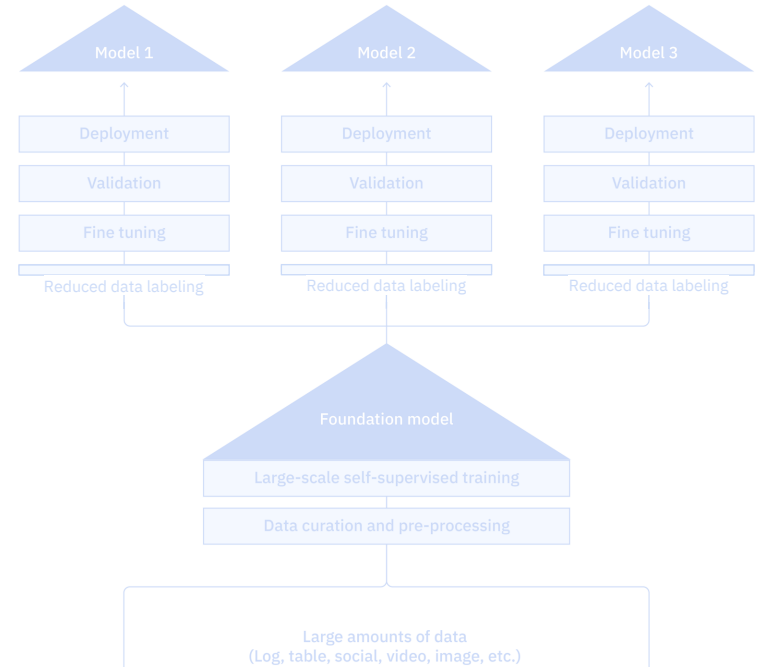 Model 1
Model 2
Model 3
Deployment
Deployment
Deployment
Validation
Validation
Validation
Fine tuning
Fine tuning
Fine tuning
Reduced data labeling
Reduced data labeling
Reduced data labeling
Foundation model
Large-scale self-supervised training
Data curation and pre-processing
Large amounts of data
(Log, table, social, video, image, etc.)